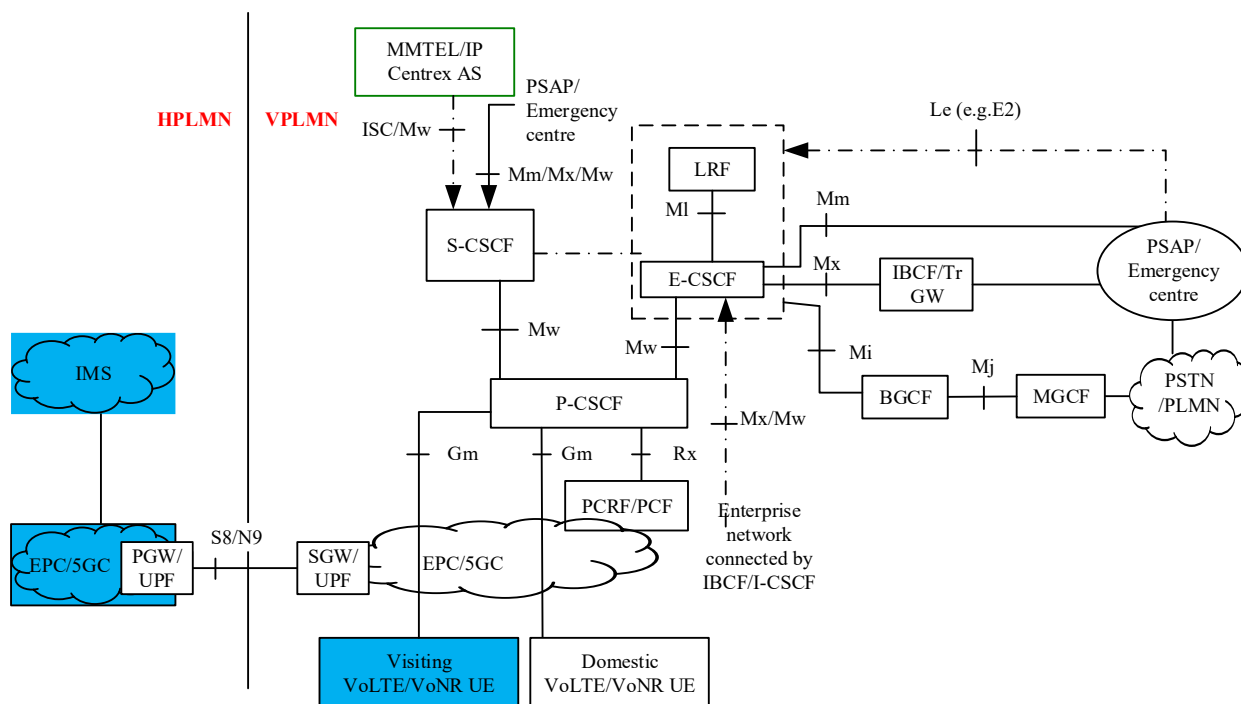 MMTEL/IP
Centrex AS
PSAP/
Emergency
centre
HPLMN
VPLMN
ISC/Mw
Le (e.g.E2)
Mm/Mx/Mw
LRF
Ml
Mm
S-CSCF
E-CSCF
Mx
IBCF/Tr
GW
PSAP/
Emergency
centre
Mw
Mw
Mi
Mj
IMS
P-CSCF
BGCF
MGCF
PSTN
/PLMN
Mx/Mw
Gm
Gm
Rx
PCRF/PCF
Enterprise
network
connected by
IBCF/I-CSCF
EPC/5GC
PGW/
UPF
S8/N9
SGW/
UPF
EPC/5GC
Visiting
VoLTE/VoNR UE
Domestic
VoLTE/VoNR UE